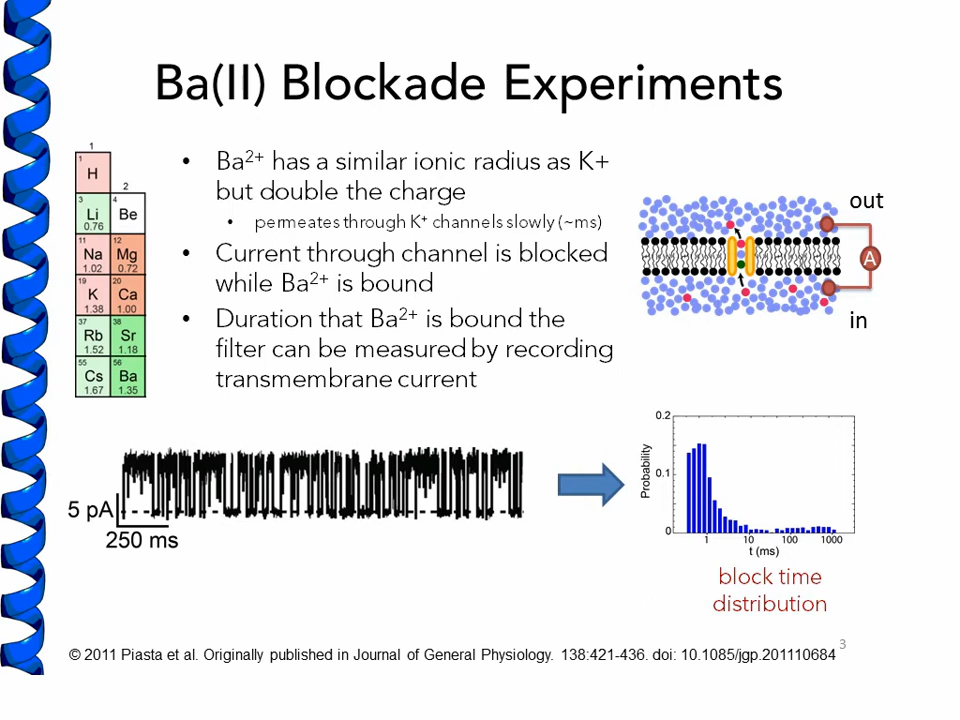 Ba(II) Blockade Experiments
1
1
H
2
3
Li
0.76
4
Be
11
Na
1.02
12
Mg
0.72
19
K
1.38
20
Ca
1.00
37
Rb
1.52
38
Sr
1.18
55
Cs
1.67
56
Ba
1.35
• Ba2+ has a similar ionic radius as K+
but double the charge
• permeates through K+ channels slowly (~ms)
• Current through channel is blocked
while Ba2+ is bound
• Duration that Ba2+ is bound the
filter can be measured by recording
transmembrane current
out
A
in
5 pA
250 ms
0.2
0.1
0
Probability
1 10 100 1000
t (ms)
block time
distribution
© 2011 Piasta et al. Originally published in Journal of General Physiology. 138:421-436. doi: 10.1085/jgp.201110684
3